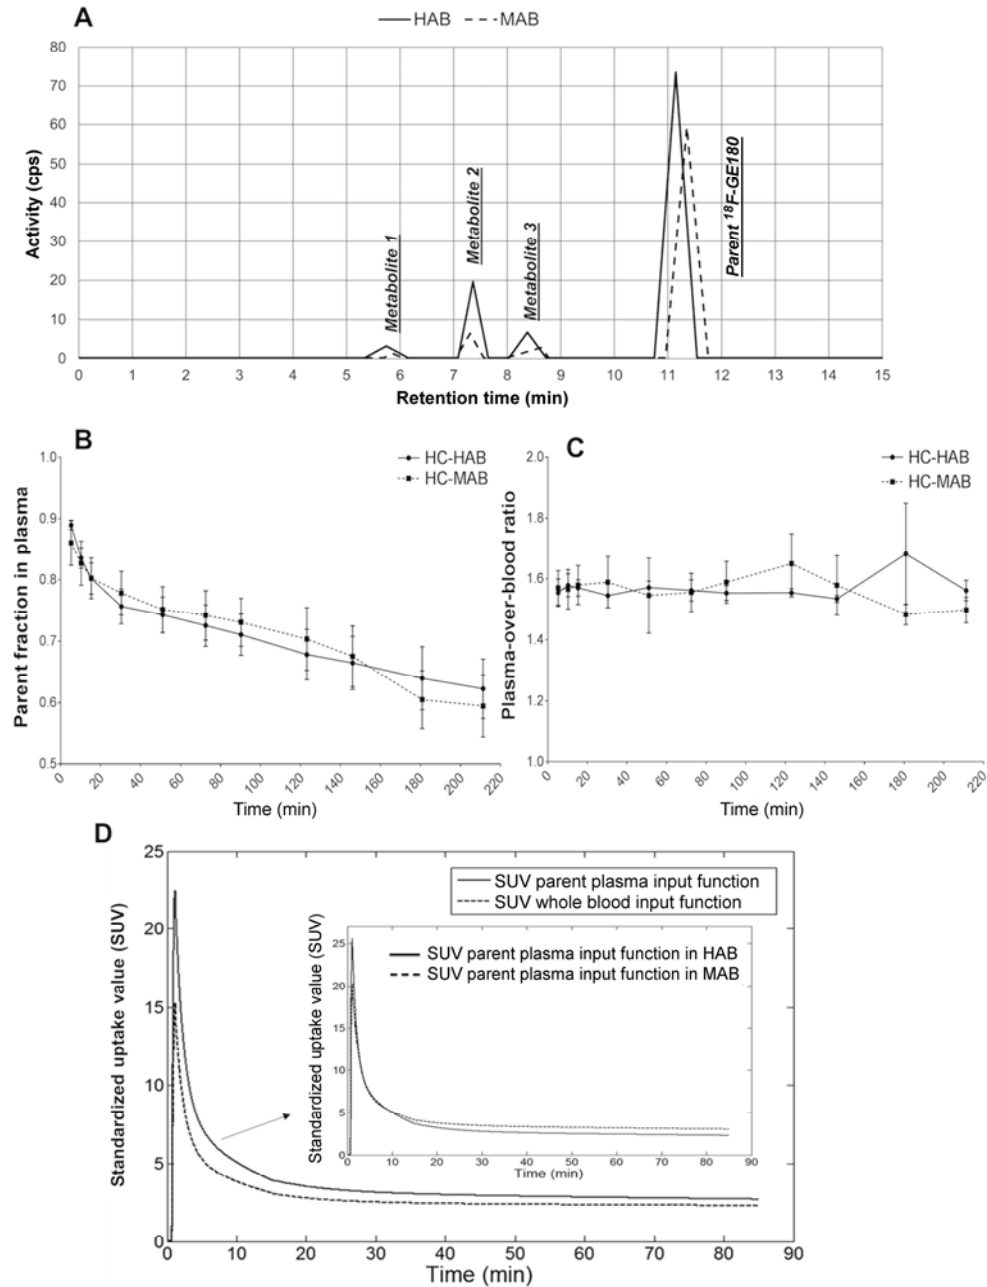 A
HAB MAB
80
70
60
50
40
30
20
10
0
Activity (cps)
Metabolite 1
Metabolite 2
Metabolite 3
Parent 18F-GE180
0 1 2 3 4 5 6 7 8 9 10 11 12 13 14 15
Retention time (min)
B
HC-HAB
HC-MAB
1.0
0.9
0.8
0.7
0.6
0.5
Parent fraction in plasma
0 20 40 60 80 100 120 140 160 180 200 220
Time (min)
C
HC-HAB
HC-MAB
2.0
1.8
1.6
1.4
1.2
1.0
Plasma-over-blood ratio
0 20 40 60 80 100 120 140 160 180 200 220
Time (min)
D
25
20
15
10
5
0
Standardized uptake value (SUV)
SUV parent plasma input function
SUV whole blood input function
SUV parent plasma input function in HAB
SUV parent plasma input function in MAB
25
20
15
10
5
0
Standardized uptake value (SUV)
0 10 20 30 40 50 60 70 80 90
Time (min)
0 10 20 30 40 50 60 70 80 90
Time (min)